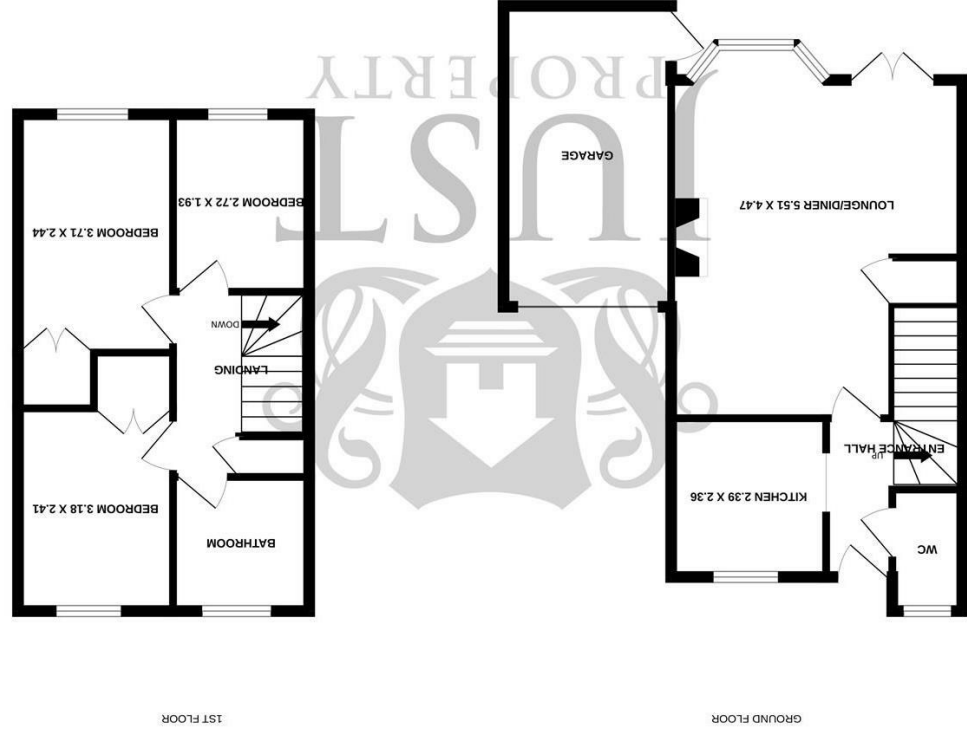 GROUND FLOOR
WC
KITCHEN 2.39 X 2.36
UP
ENTRANCE HALL
LOUNGE/DINER 5.51 X 4.47
GARAGE
1ST FLOOR
BATHROOM
BEDROOM 3.18 X 2.41
LANDING
DOWN
BEDROOM 2.72 X 1.93
BEDROOM 3.71 X 2.44
JUST
PROPERTY